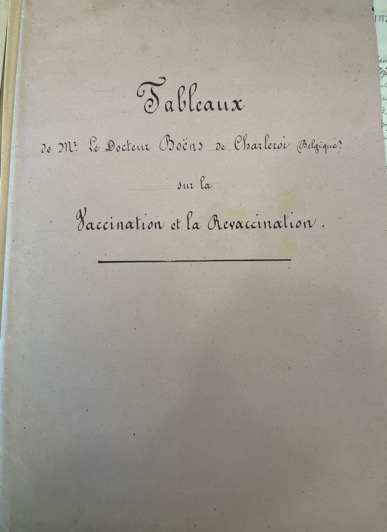 Tableaux
de Mr. Le Docteur Boëns de Charleroi (Belgique)
sur la
Vaccination et la Revaccination.